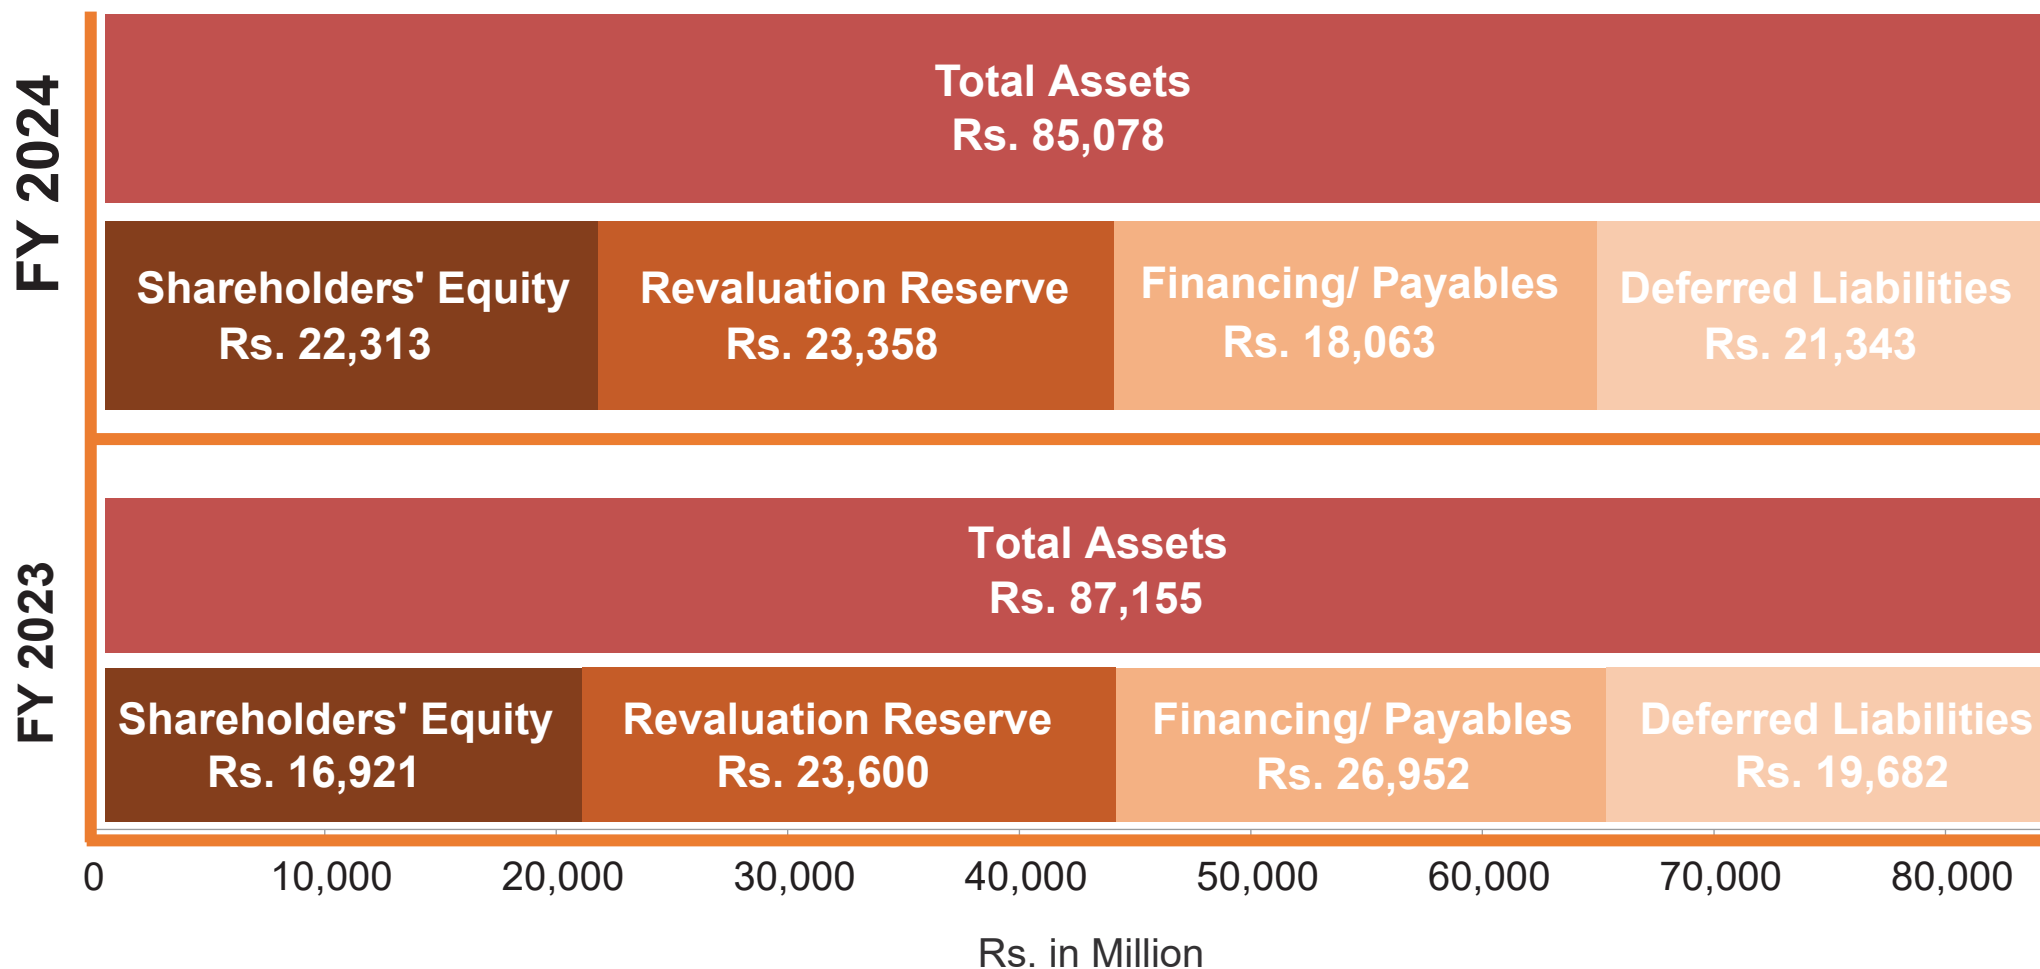 FY 2024
Total Assets
Rs. 85,078
Shareholders' Equity
Rs. 22,313
Revaluation Reserve
Rs. 23,358
Financing/ Payables
Rs. 18,063
Deferred Liabilities
Rs. 21,343
FY 2023
Total Assets
Rs. 87,155
Shareholders' Equity
Rs. 16,921
Revaluation Reserve
Rs. 23,600
Financing/ Payables
Rs. 26,952
Deferred Liabilities
Rs. 19,682
0 10,000 20,000 30,000 40,000 50,000 60,000 70,000 80,000
Rs. in Million